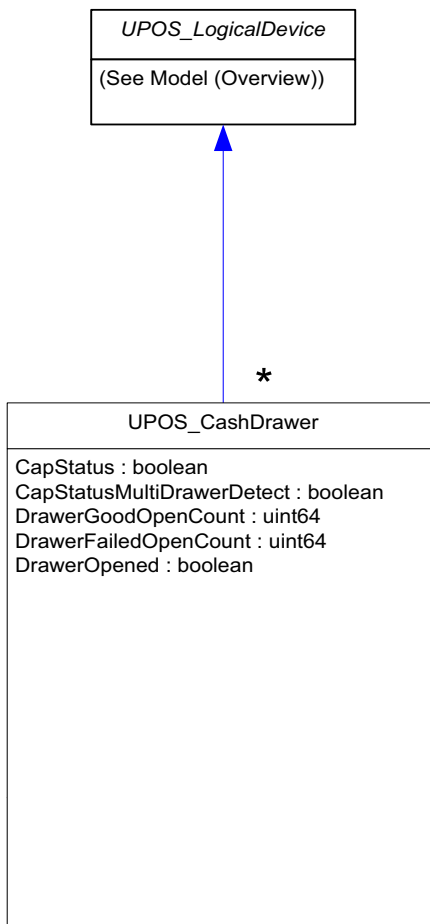 UPOS_LogicalDevice
(See Model (Overview))
*
UPOS_CashDrawer
CapStatus : boolean
CapStatusMultiDrawerDetect : boolean
DrawerGoodOpenCount : uint64
DrawerFailedOpenCount : uint64
DrawerOpened : boolean